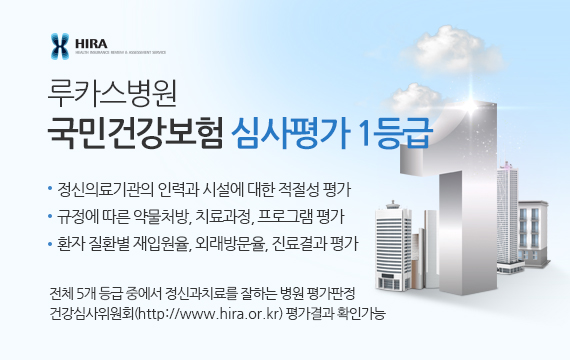 HIRA
HEALTH INSURANCE REVIEW & ASSESSMENT SERVICE
루카스병원
국민건강보험 심사평가 1등급
• 정신의료기관의 인력과 시설에 대한 적절성 평가
• 규정에 따른 약물처방, 치료과정, 프로그램 평가
• 환자 질환별 재입원율, 외래방문율, 진료결과 평가
전체 5개 등급 중에서 정신과치료를 잘하는 병원 평가판정
건강심사위원회(http://www.hira.or.kr) 평가결과 확인가능
1